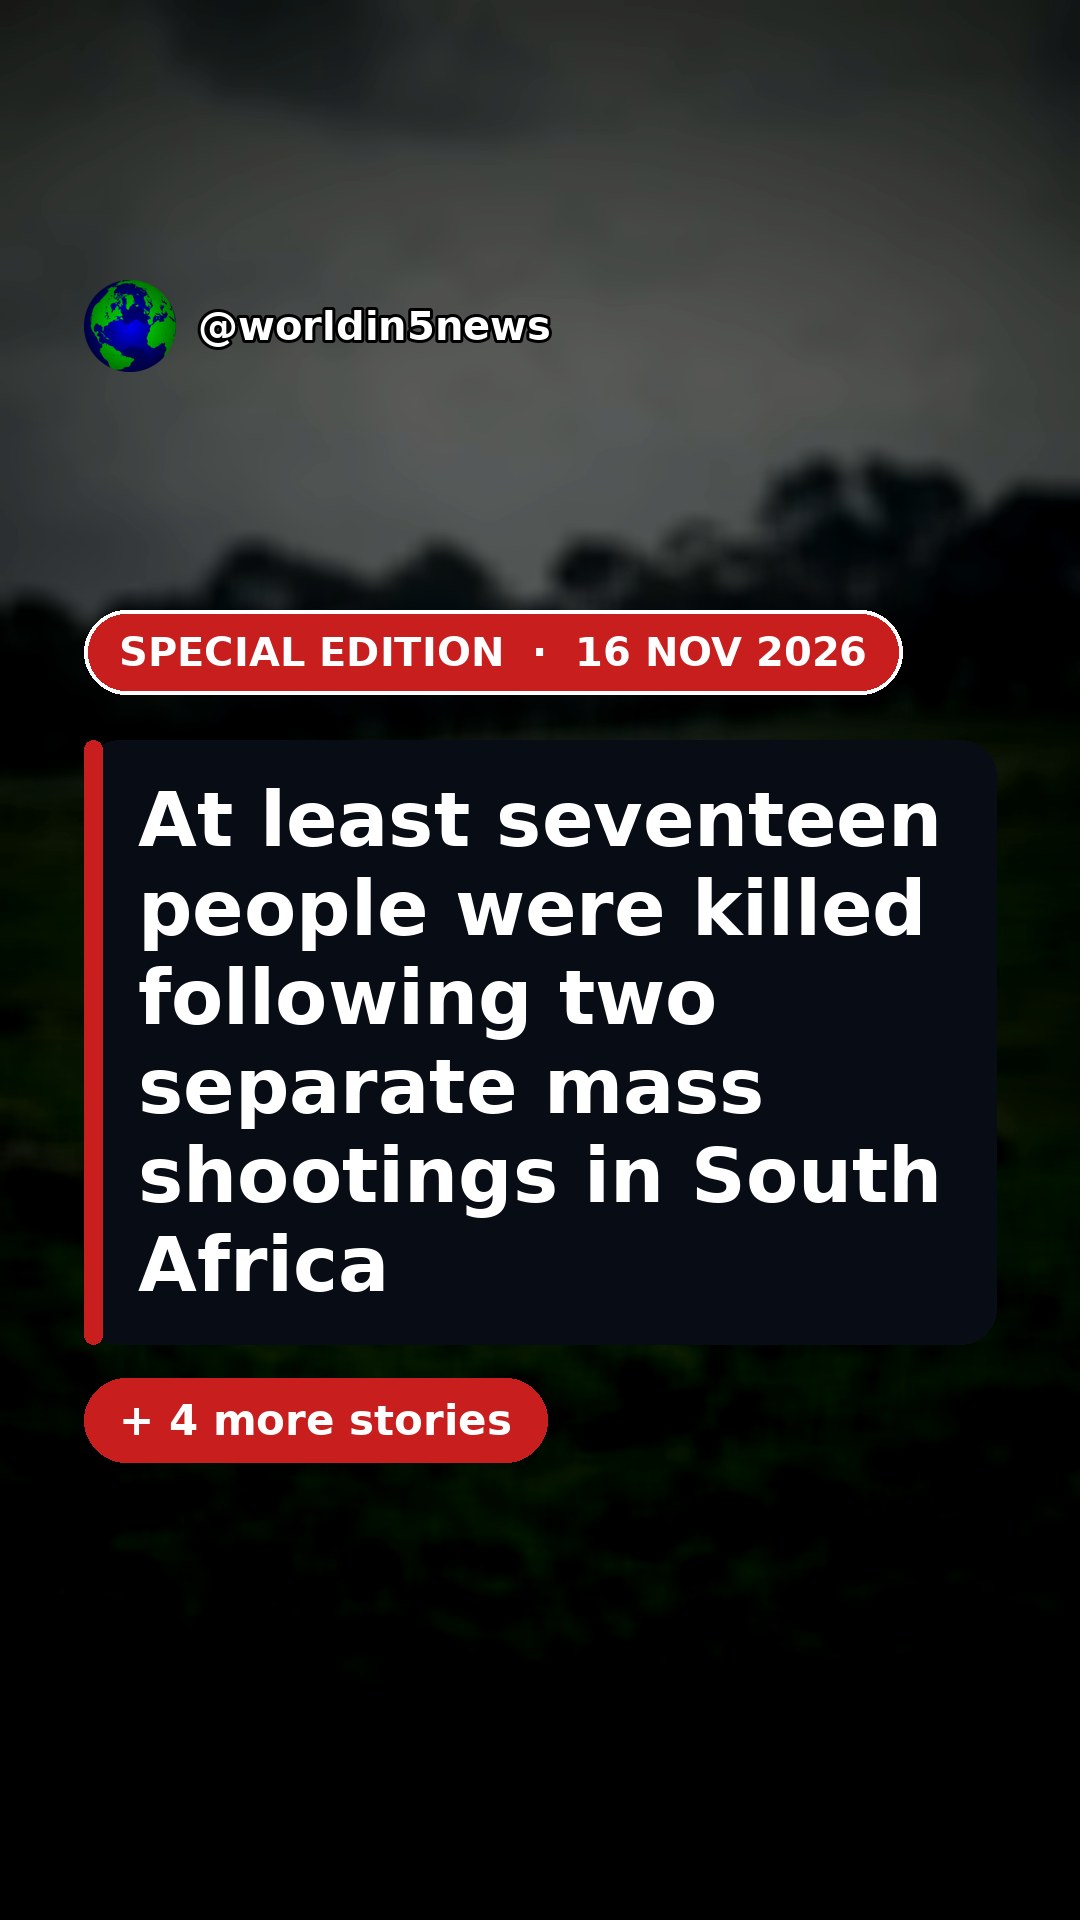 @worldin5news
SPECIAL EDITION · 16 NOV 2026
At least seventeen
people were killed
following two
separate mass
shootings in South
Africa
+ 4 more stories